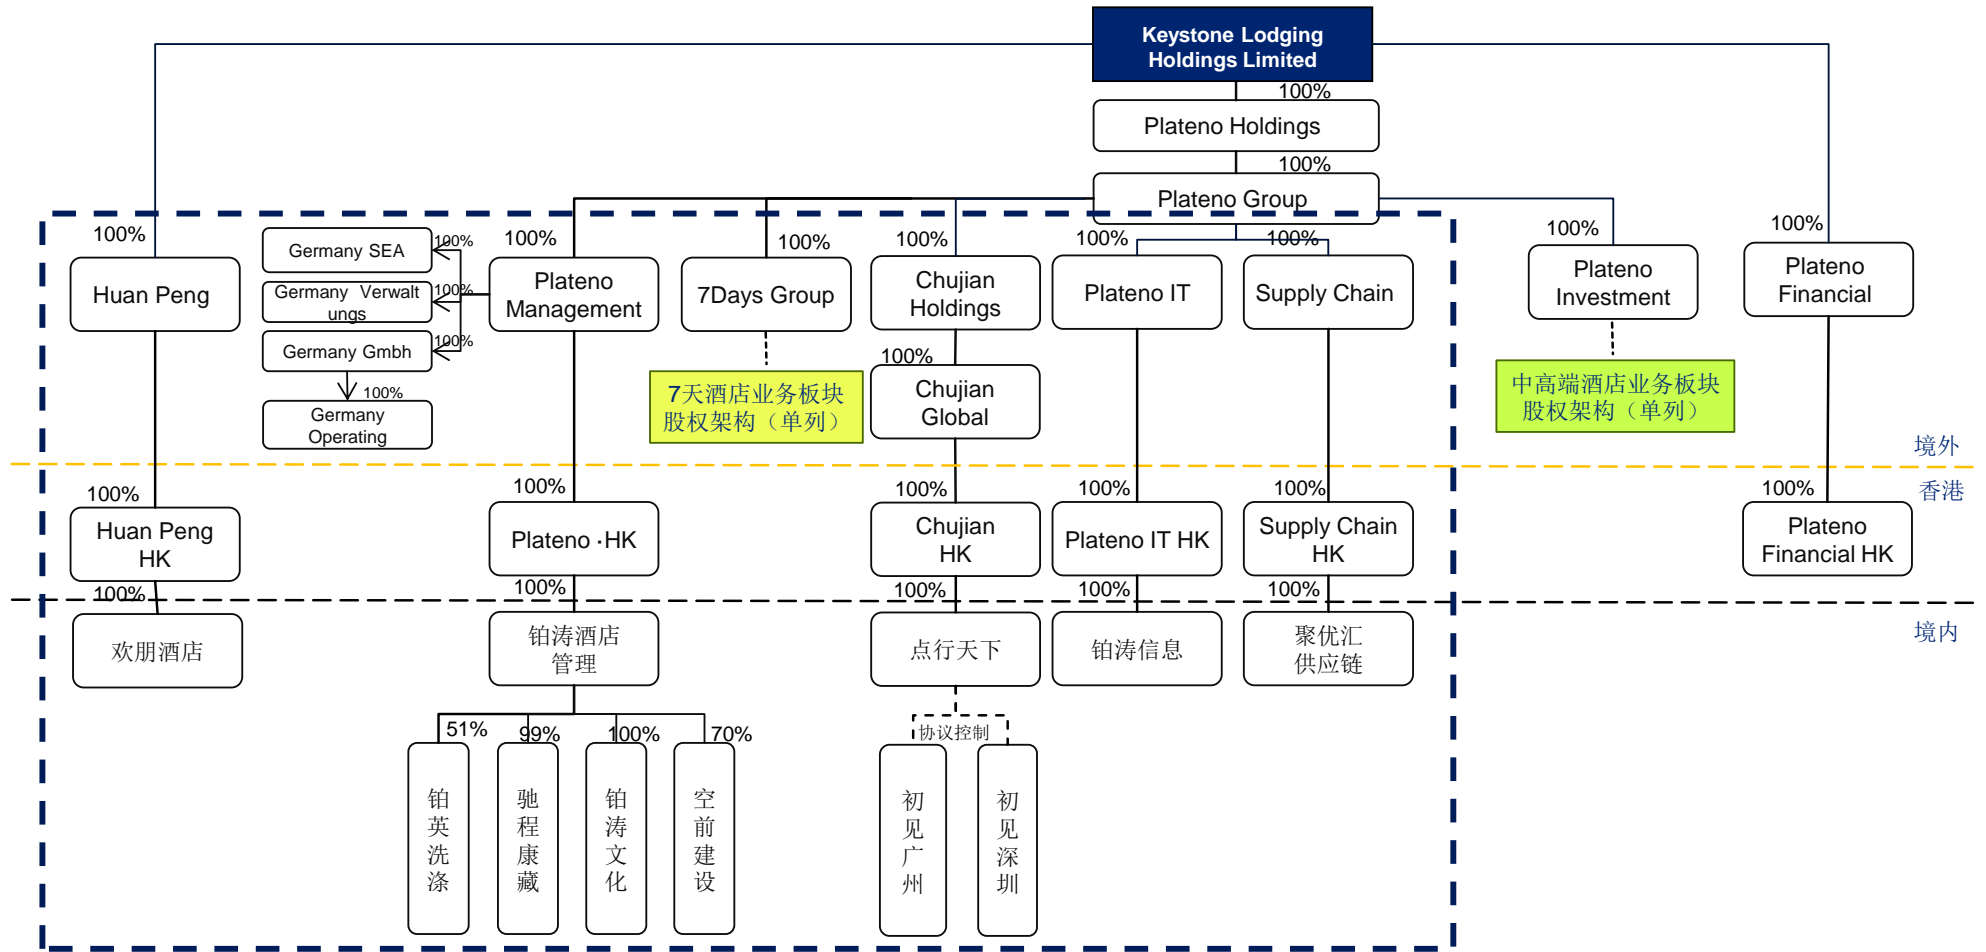 Keystone Lodging
Holdings Limited
100%
Plateno Holdings
100%
Plateno Group
100%
100%
100%
100%
100%
100%
100%
100%
Huan Peng
Germany SEA
100%
Germany Verwalt
ungs
100%
Germany Gmbh
100%
100%
Germany
Operating
Plateno
Management
7Days Group
Chujian
Holdings
Plateno IT
Supply Chain
Plateno
Investment
Plateno
Financial
7天酒店业务板块
股权架构（单列）
100%
Chujian
Global
中高端酒店业务板块
股权架构（单列）
境外
香港
100%
100%
100%
100%
100%
100%
Huan Peng
HK
Plateno ·HK
Chujian
HK
Plateno IT HK
Supply Chain
HK
Plateno
Financial HK
100%
100%
100%
100%
100%
境内
欢朋酒店
铂涛酒店
管理
点行天下
铂涛信息
聚优汇
供应链
51%
99%
100%
70%
协议控制
铂英洗涤
驰程康藏
铂涛文化
空前建设
初见广州
初见深圳